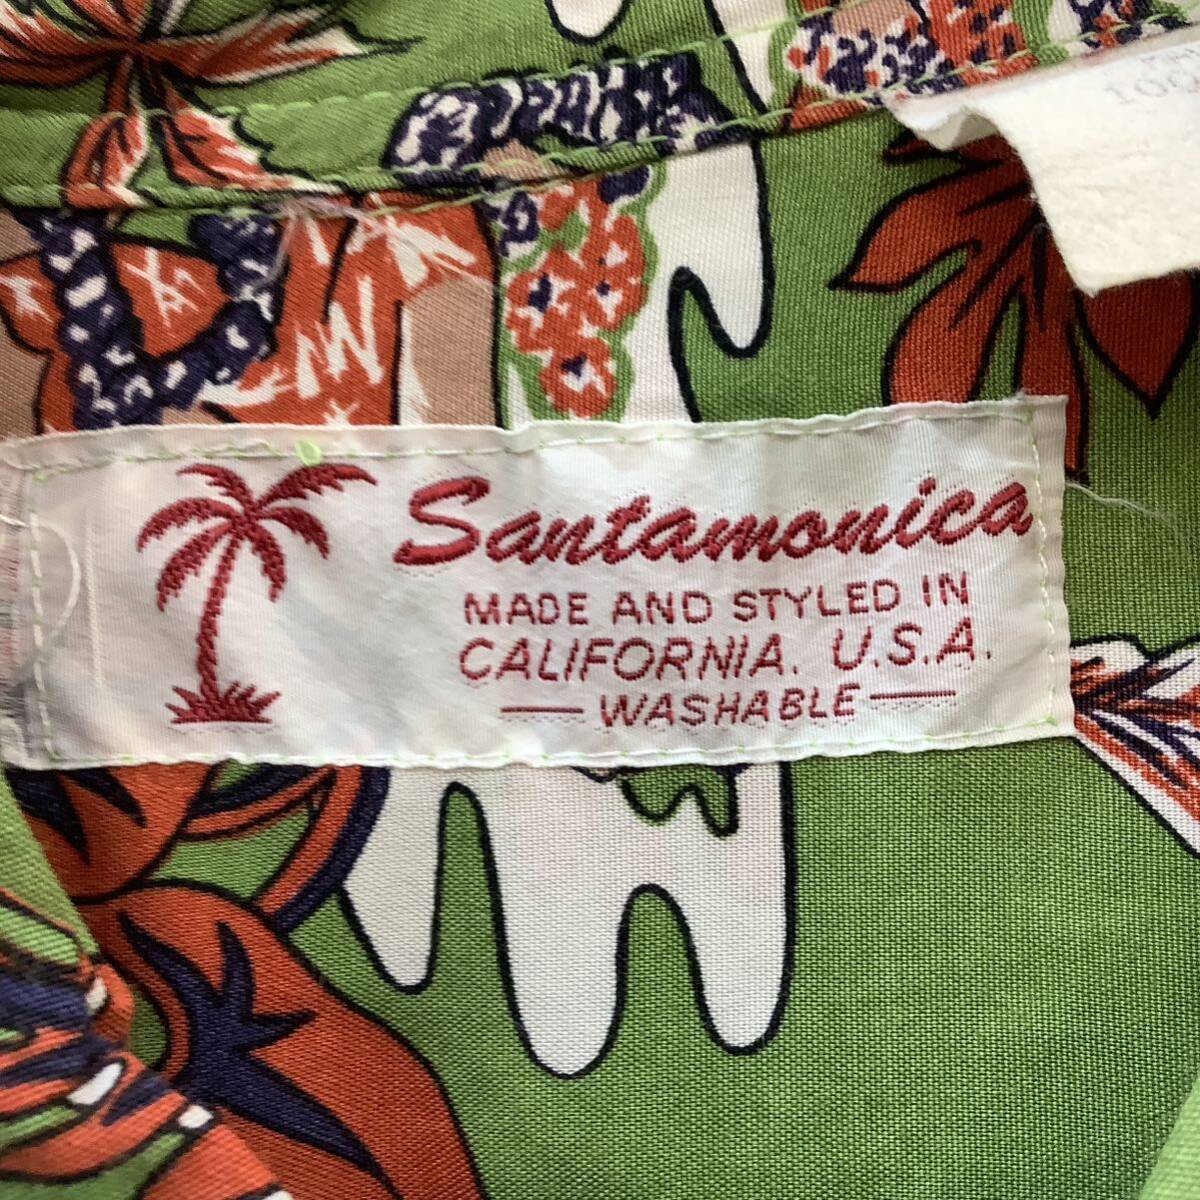 Santamonica
MADE AND STYLED IN
CALIFORNIA. U.S.A.
WASHABLE